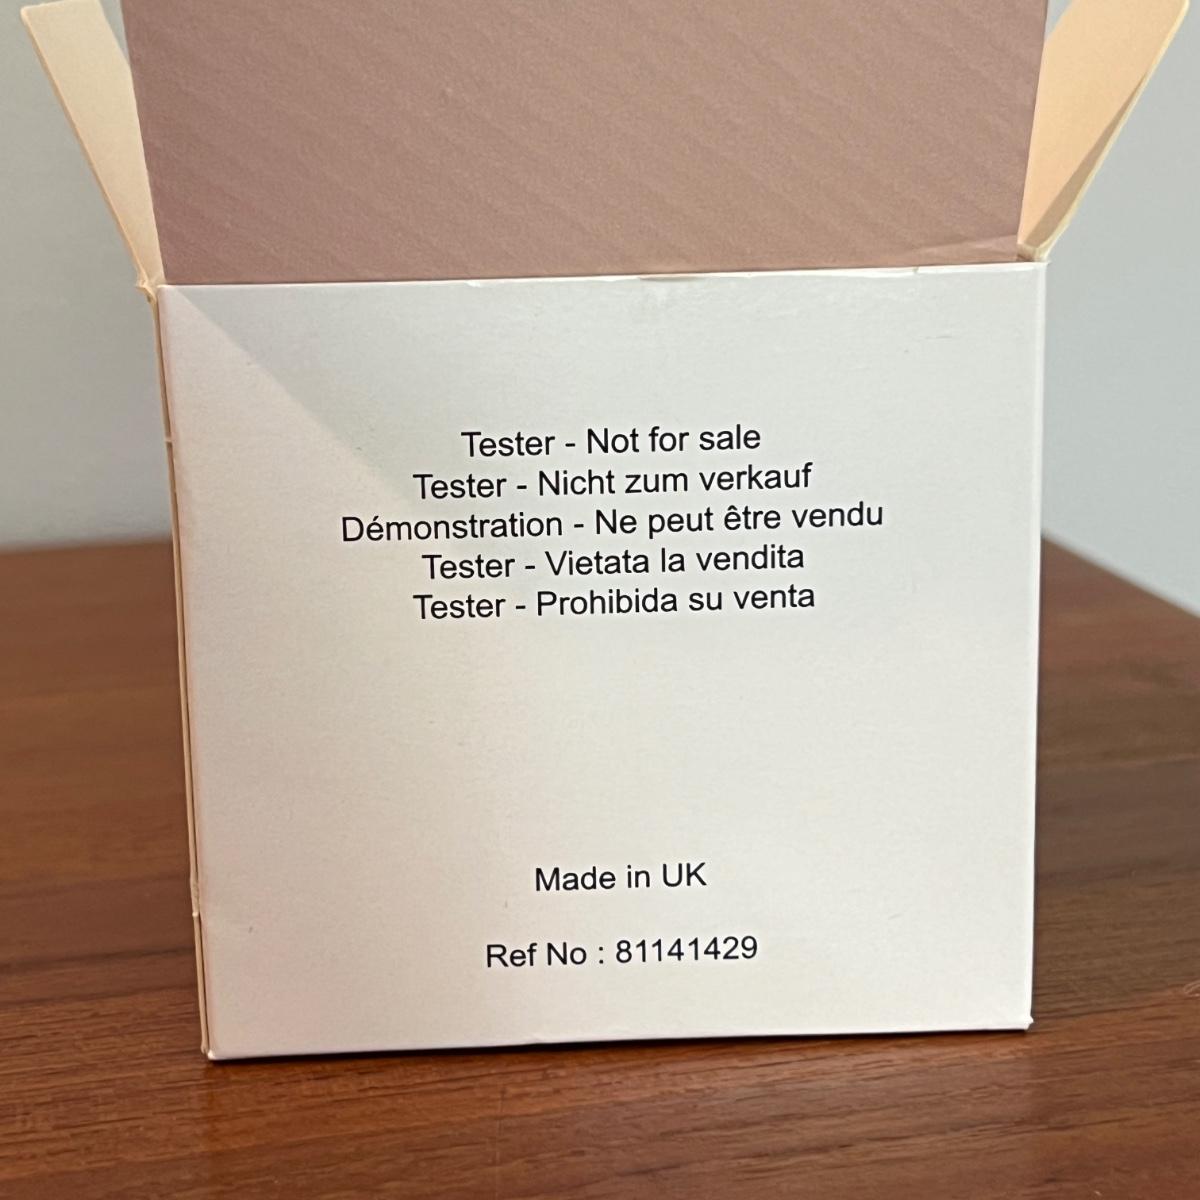 Tester - Not for sale
Tester - Nicht zum verkauf
Démonstration - Ne peut être vendu
Tester - Vietata la vendita
Tester - Prohibida su venta
Made in UK
Ref No : 81141429